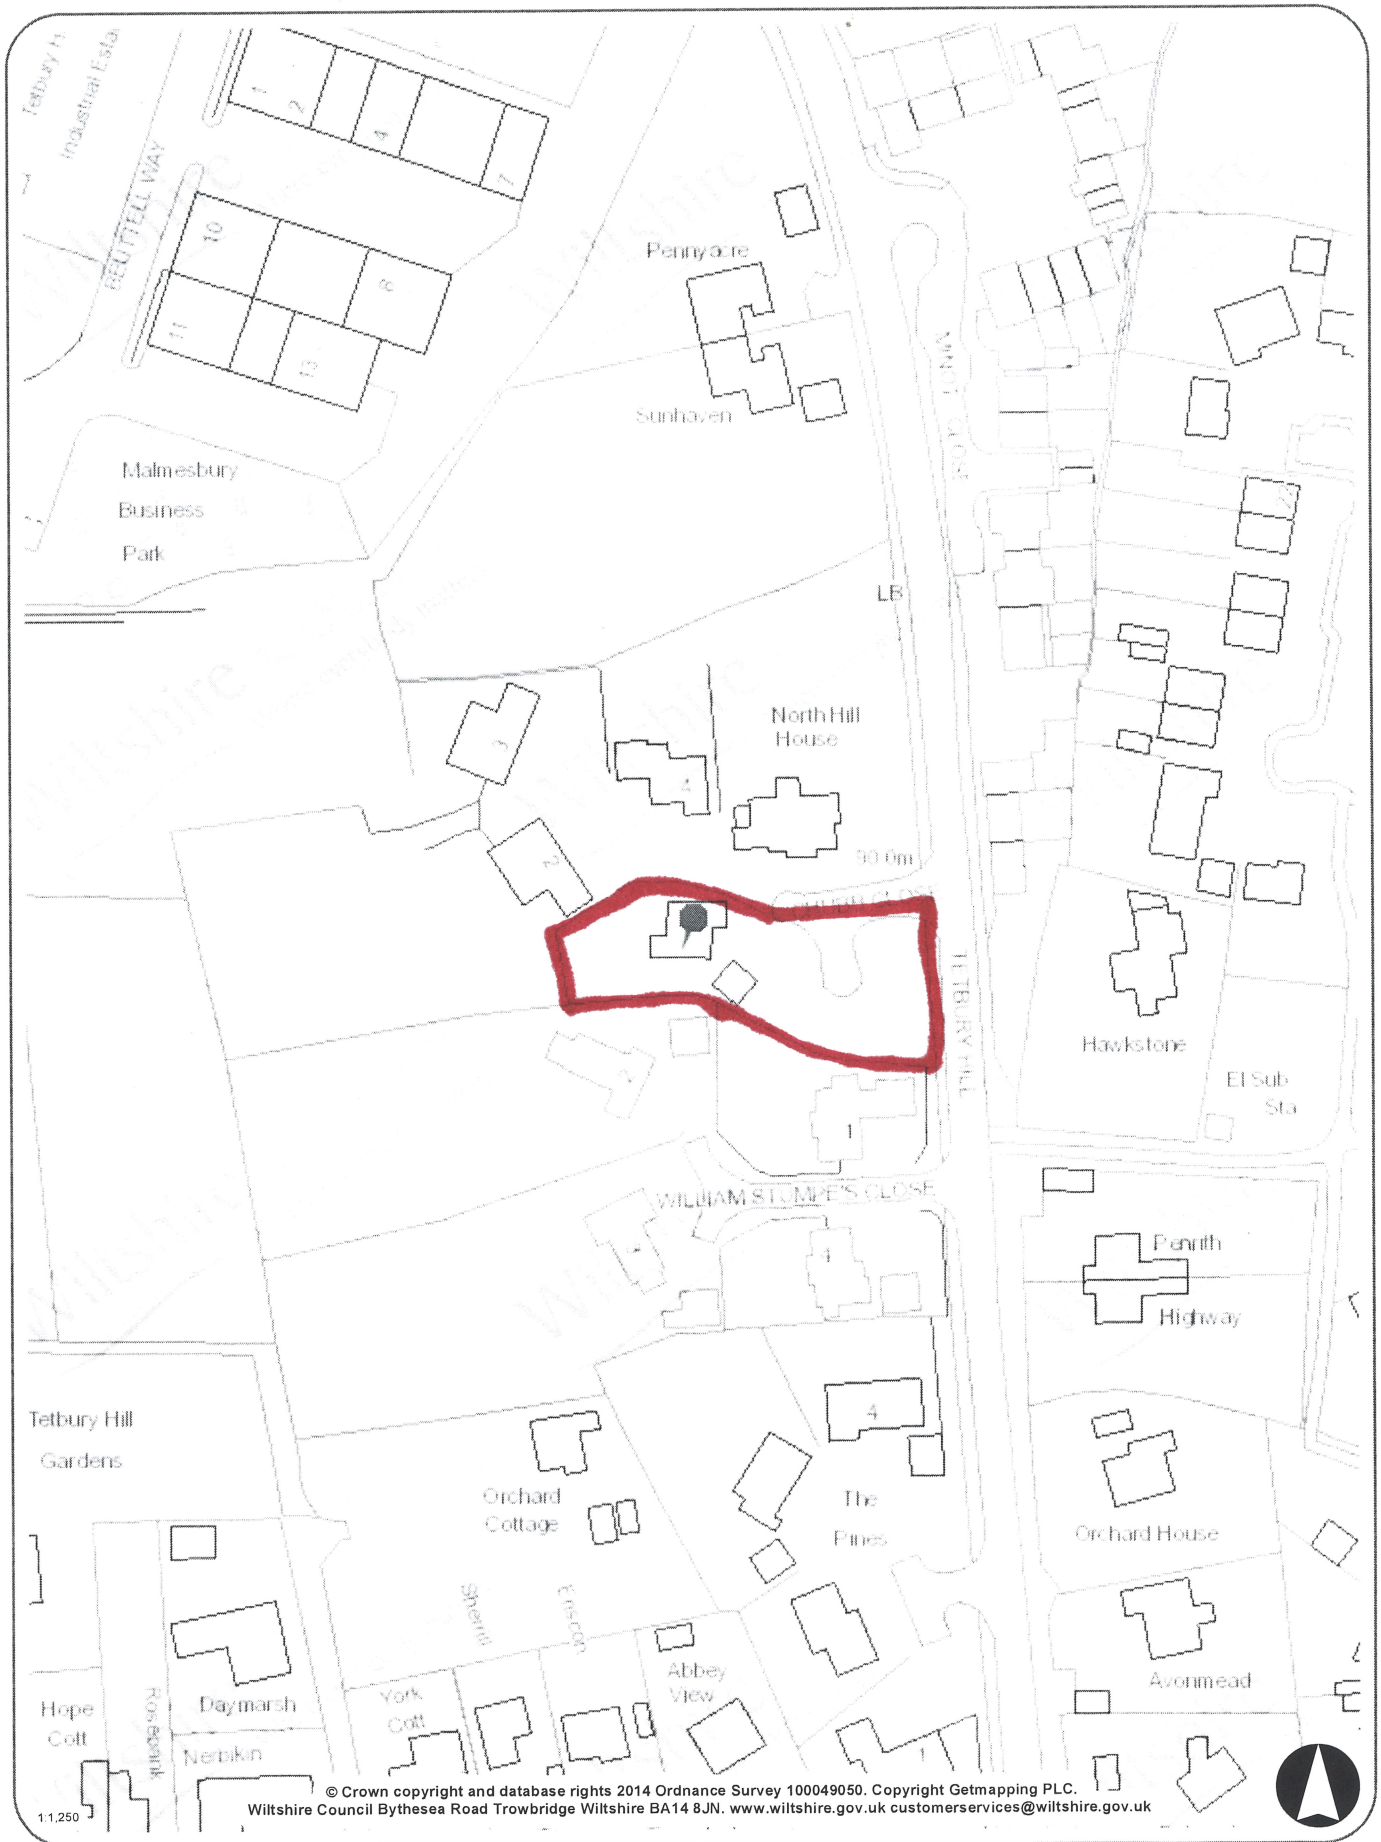 Tetbury H
Industrial Esta
BEUTTELL WAY
1
2
4
7
10
8
11
13
Pennyacre
Sunhaven
Malmesbury
Business
Park
LB
North Hill
House
3
4
2
90.0m
TETBURY HILL
Hawkstone
El Sub
Sta
2
1
WILLIAM STUMPE'S CLOSE
4
Penrith
Highway
Tetbury Hill
Gardens
4
Orchard
Cottage
The
Pines
Orchard House
Abbey
View
Avonmead
Hope
Cott
Rosebank
Daymarsh
York
Cott
Nerbikin
1
© Crown copyright and database rights 2014 Ordnance Survey 100049050. Copyright Getmapping PLC.
Wiltshire Council Bythesea Road Trowbridge Wiltshire BA14 8JN. www.wiltshire.gov.uk customerservices@wiltshire.gov.uk
1:1,250